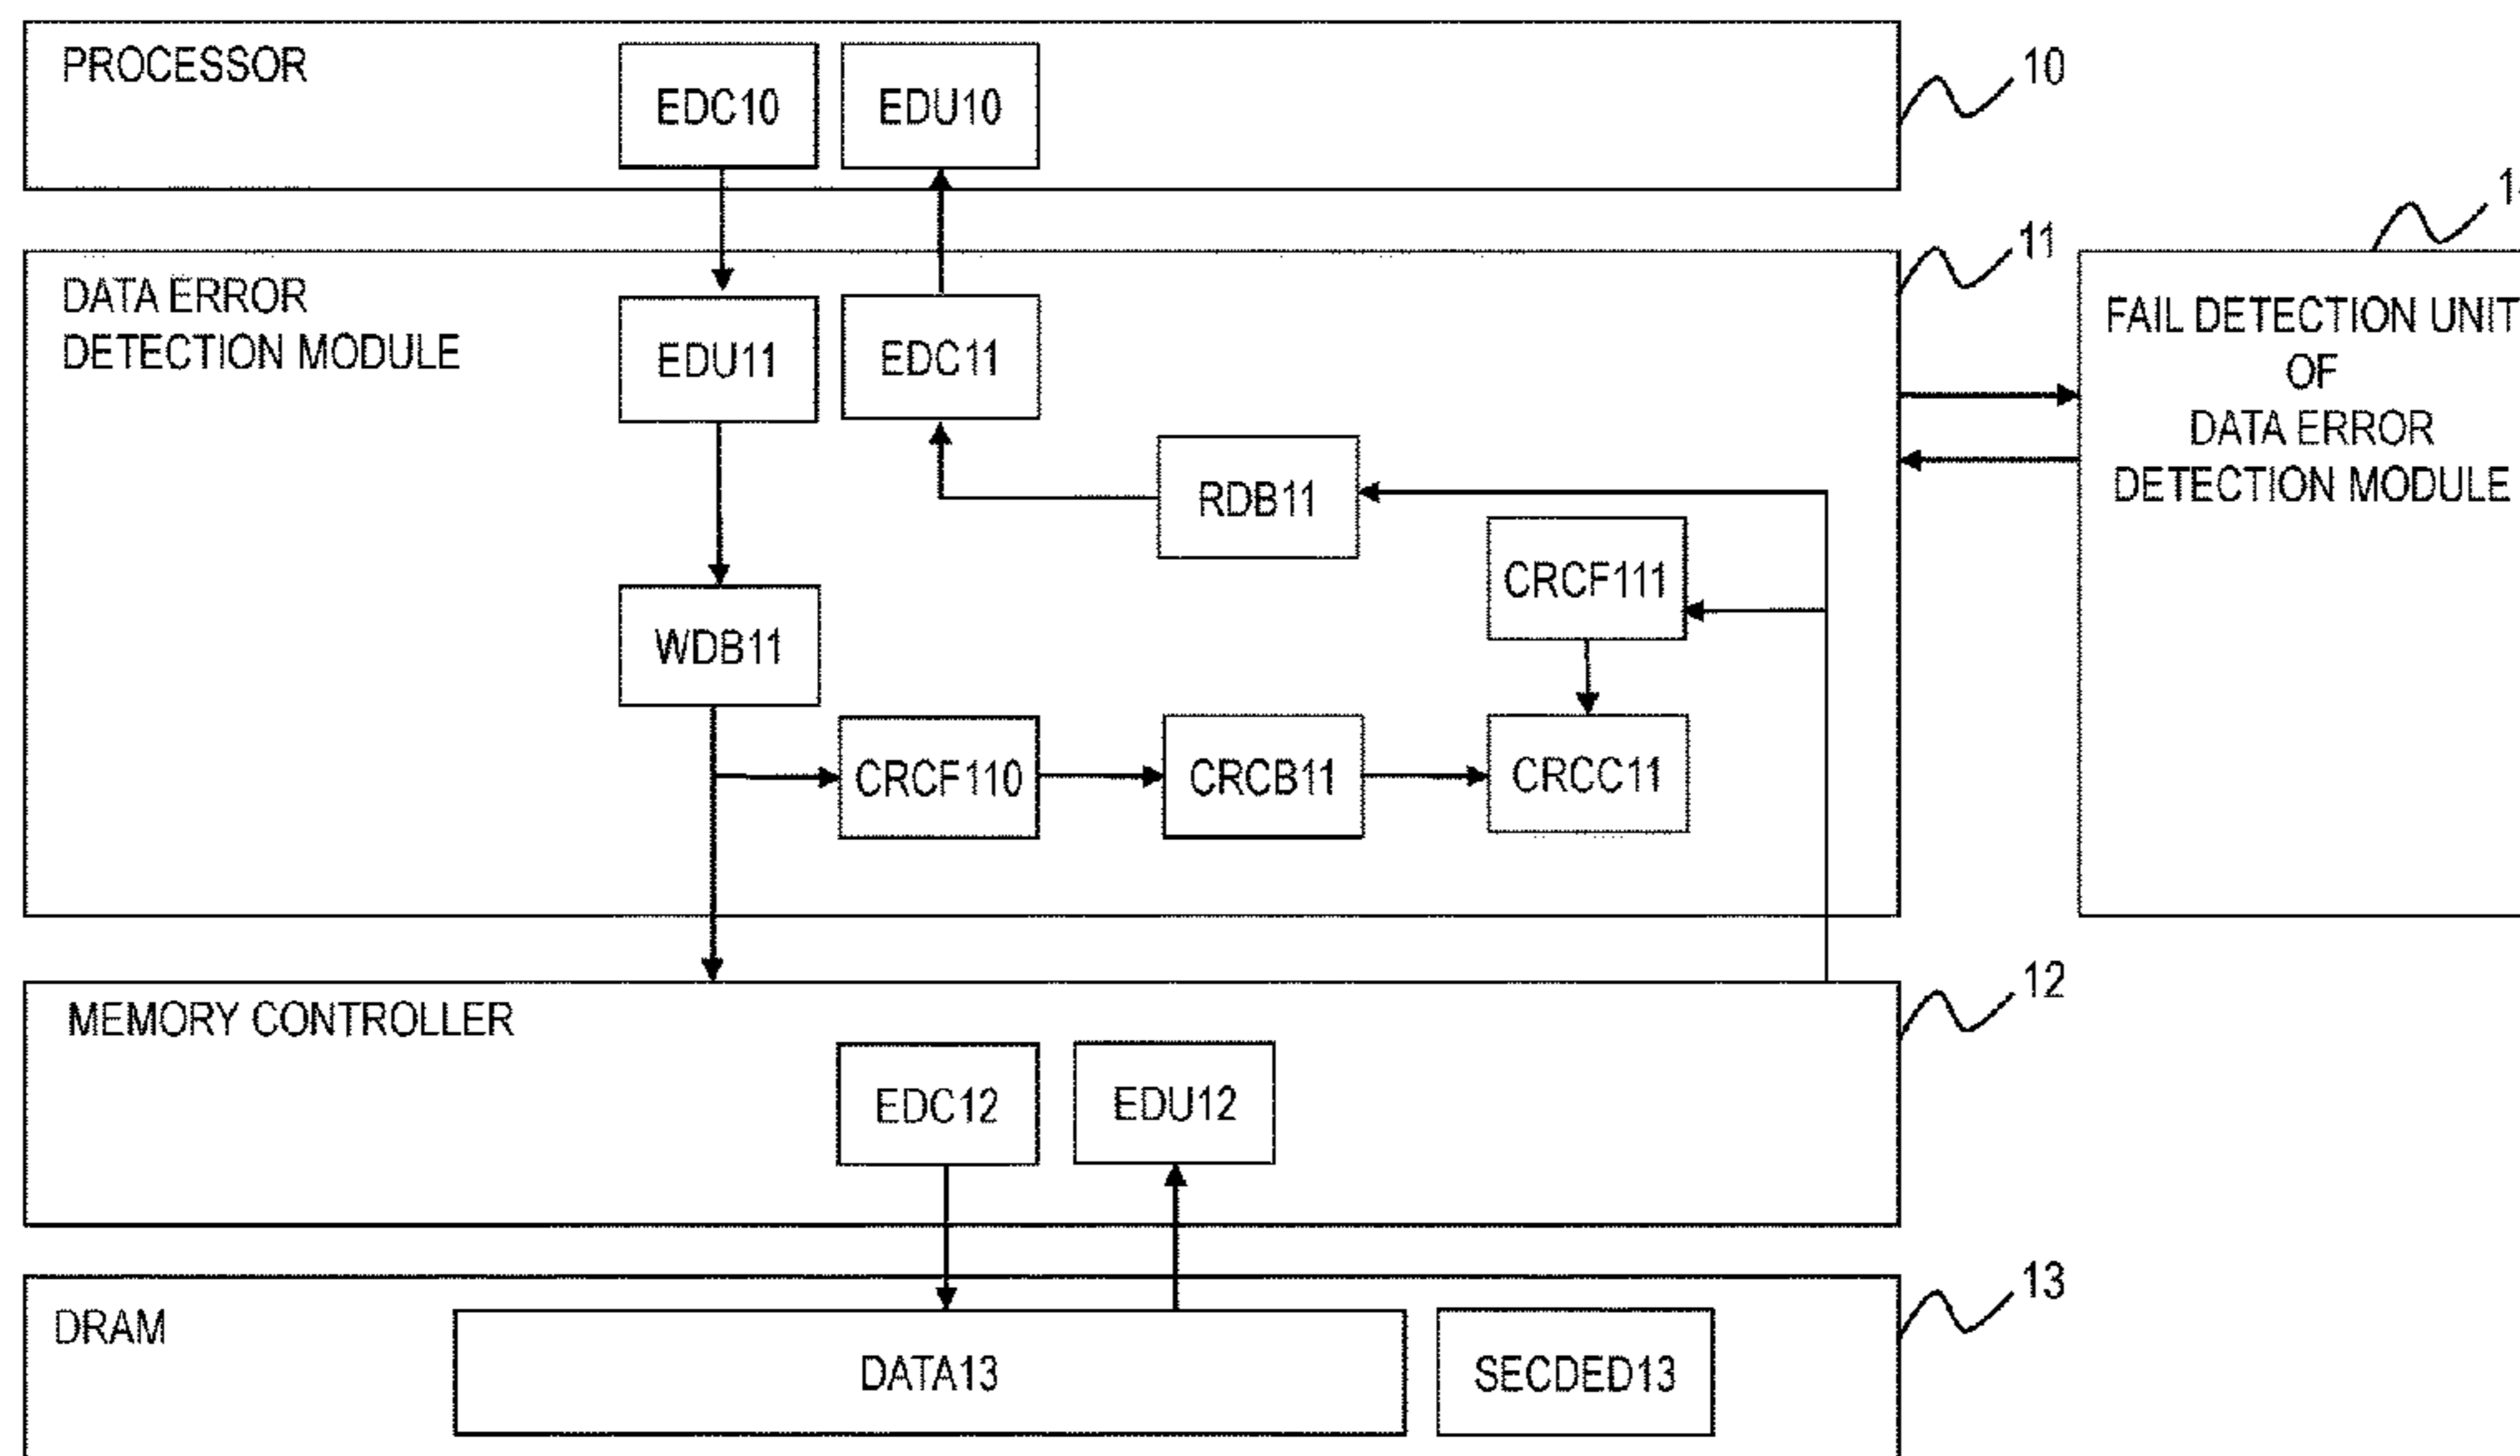 PROCESSOR
EDC10
EDU10
10
DATA ERROR
DETECTION MODULE
EDU11
EDC11
11
FAIL DETECTION UNIT
OF
DATA ERROR
DETECTION MODULE
RDB11
CRCF111
WDB11
CRCF110
CRCB11
CRCC11
MEMORY CONTROLLER
12
EDC12
EDU12
DRAM
13
DATA13
SECDED13